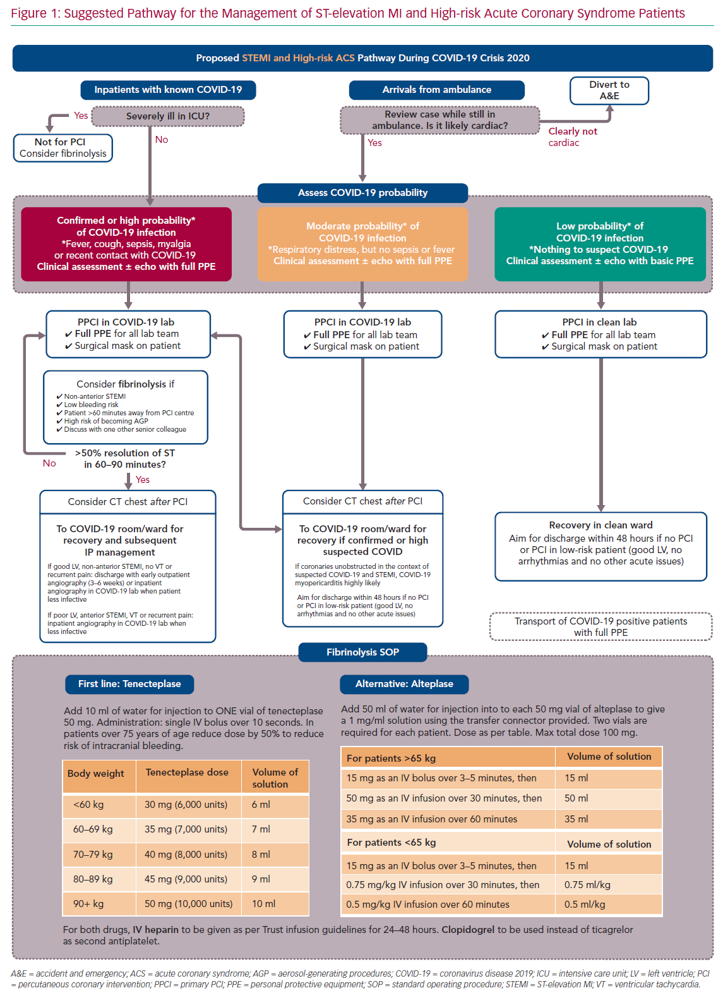 Figure 1: Suggested Pathway for the Management of ST-elevation MI and High-risk Acute Coronary Syndrome Patients
Proposed STEMI and High-risk ACS Pathway During COVID-19 Crisis 2020
Inpatients with known COVID-19
Severely ill in ICU?
Yes
No
Not for PCI
Consider fibrinolysis
Arrivals from ambulance
Review case while still in
ambulance. Is it likely cardiac?
Yes
Clearly not
cardiac
Divert to
A&E
Assess COVID-19 probability
Confirmed or high probability*
of COVID-19 infection
*Fever, cough, sepsis, myalgia
or recent contact with COVID-19
Clinical assessment ± echo with full PPE
Moderate probability* of
COVID-19 infection
*Respiratory distress, but no sepsis or fever
Clinical assessment ± echo with full PPE
Low probability* of
COVID-19 infection
*Nothing to suspect COVID-19
Clinical assessment ± echo with basic PPE
PPCI in COVID-19 lab
✔ Full PPE for all lab team
✔ Surgical mask on patient
PPCI in COVID-19 lab
✔ Full PPE for all lab team
✔ Surgical mask on patient
PPCI in clean lab
✔ Full PPE for all lab team
✔ Surgical mask on patient
Consider fibrinolysis if
✔ Non-anterior STEMI
✔ Low bleeding risk
✔ Patient >60 minutes away from PCI centre
✔ High risk of becoming AGP
✔ Discuss with one other senior colleague
>50% resolution of ST
in 60–90 minutes?
No
Yes
Consider CT chest after PCI
To COVID-19 room/ward for
recovery and subsequent
IP management
If good LV, non-anterior STEMI, no VT or
recurrent pain: discharge with early outpatient
angiography (3–6 weeks) or inpatient
angiography in COVID-19 lab when patient
less infective
If poor LV, anterior STEMI, VT or recurrent pain:
inpatient angiography in COVID-19 lab when
less infective
Consider CT chest after PCI
To COVID-19 room/ward for
recovery if confirmed or high
suspected COVID
If coronaries unobstructed in the context of
suspected COVID-19 and STEMI, COVID-19
myopericarditis highly likely
Aim for discharge within 48 hours if no PCI
or PCI in low-risk patient (good LV, no
arrhythmias and no other acute issues)
Recovery in clean ward
Aim for discharge within 48 hours if no PCI
or PCI in low-risk patient (good LV, no
arrhythmias and no other acute issues)
Transport of COVID-19 positive patients
with full PPE
Fibrinolysis SOP
First line: Tenecteplase
Add 10 ml of water for injection to ONE vial of tenecteplase
50 mg. Administration: single IV bolus over 10 seconds. In
patients over 75 years of age reduce dose by 50% to reduce
risk of intracranial bleeding.
Body weight Tenecteplase dose Volume of
solution
<60 kg 30 mg (6,000 units) 6 ml
60–69 kg 35 mg (7,000 units) 7 ml
70–79 kg 40 mg (8,000 units) 8 ml
80–89 kg 45 mg (9,000 units) 9 ml
90+ kg 50 mg (10,000 units) 10 ml
Alternative: Alteplase
Add 50 ml of water for injection into to each 50 mg vial of alteplase to give
a 1 mg/ml solution using the transfer connector provided. Two vials are
required for each patient. Dose as per table. Max total dose 100 mg.
For patients >65 kg Volume of solution
15 mg as an IV bolus over 3–5 minutes, then 15 ml
50 mg as an IV infusion over 30 minutes, then 50 ml
35 mg as an IV infusion over 60 minutes 35 ml
For patients <65 kg Volume of solution
15 mg as an IV bolus over 3–5 minutes, then 15 ml
0.75 mg/kg IV infusion over 30 minutes, then 0.75 ml/kg
0.5 mg/kg IV infusion over 60 minutes 0.5 ml/kg
For both drugs, IV heparin to be given as per Trust infusion guidelines for 24–48 hours. Clopidogrel to be used instead of ticagrelor
as second antiplatelet.
A&E = accident and emergency; ACS = acute coronary syndrome; AGP = aerosol-generating procedures; COVID-19 = coronavirus disease 2019; ICU = intensive care unit; LV = left ventricle; PCI
= percutaneous coronary intervention; PPCI = primary PCI; PPE = personal protective equipment; SOP = standard operating procedure; STEMI = ST-elevation MI; VT = ventricular tachycardia.